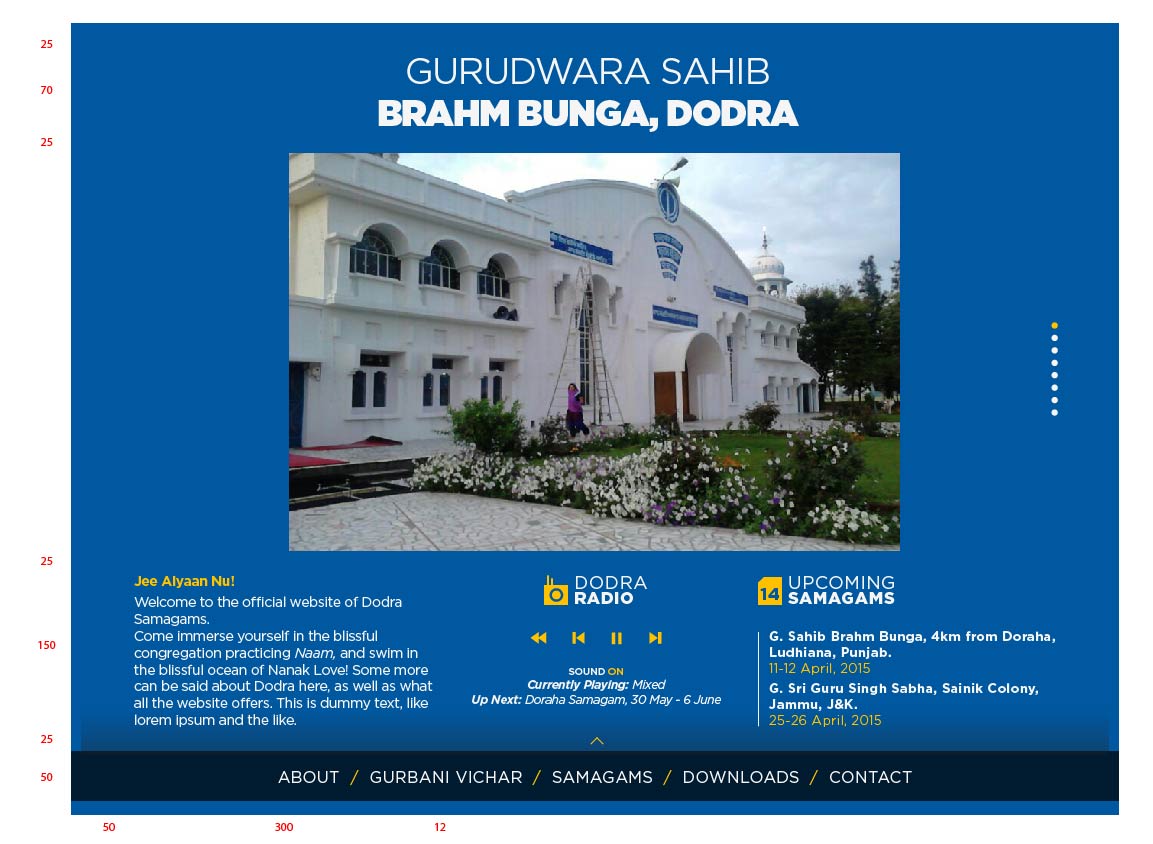 25
70
25
GURUDWARA SAHIB
BRAHM BUNGA, DODRA
25
150
25
50
Jee AIyaan Nu!
Welcome to the official website of Dodra
Samagams.
Come immerse yourself in the blissful
congregation practicing Naam, and swim in
the blissful ocean of Nanak Love! Some more
can be said about Dodra here, as well as what
all the website offers. This is dummy text, like
lorem ipsum and the like.
DODRA
RADIO
SOUND ON
Currently Playing: Mixed
Up Next: Doraha Samagam, 30 May - 6 June
14
UPCOMING
SAMAGAMS
G. Sahib Brahm Bunga, 4km from Doraha,
Ludhiana, Punjab.
11-12 April, 2015
G. Sri Guru Singh Sabha, Sainik Colony,
Jammu, J&K.
25-26 April, 2015
ABOUT / GURBANI VICHAR / SAMAGAMS / DOWNLOADS / CONTACT
50
300
12